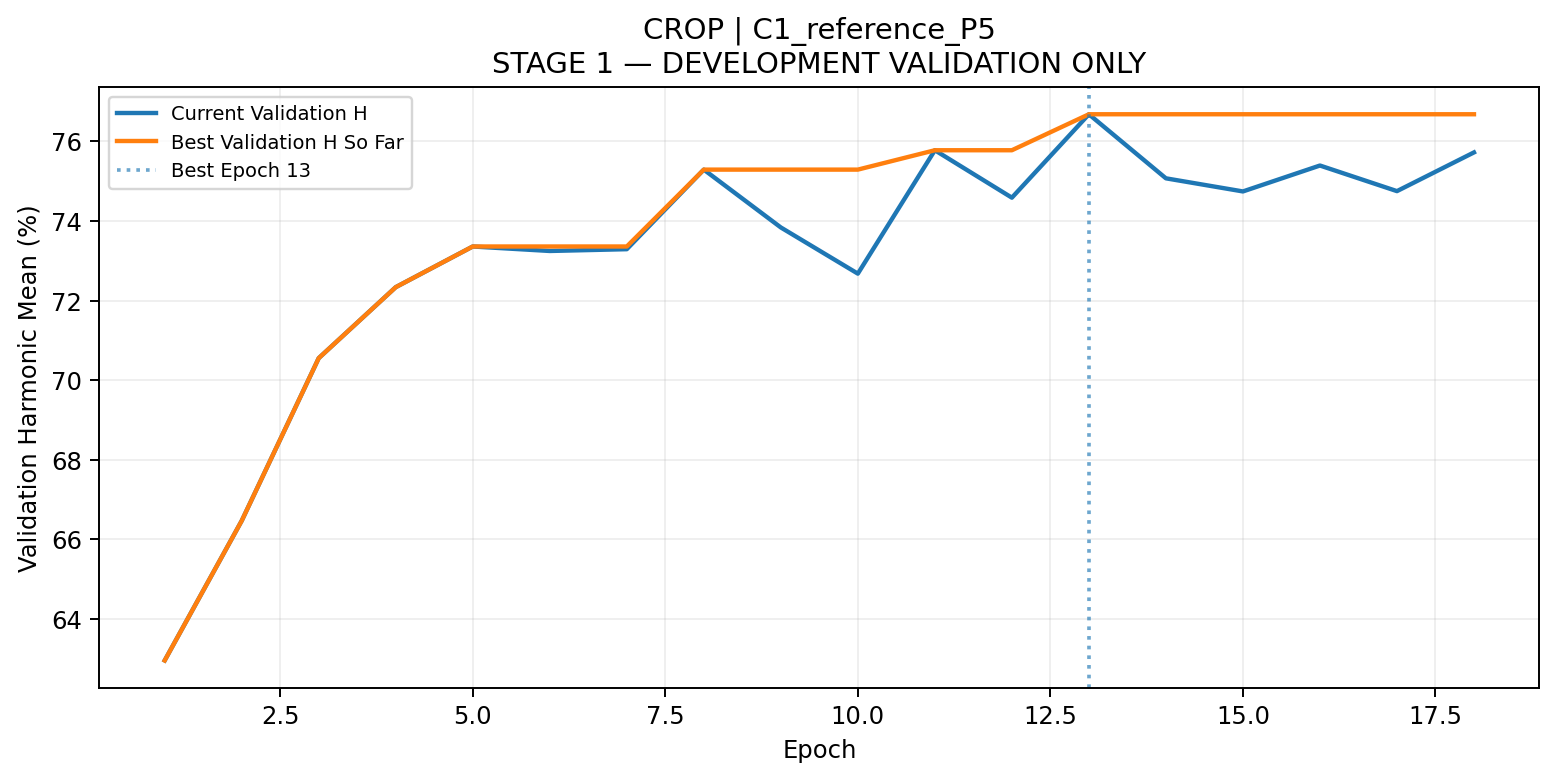 CROP | C1_reference_P5
STAGE 1 — DEVELOPMENT VALIDATION ONLY
Current Validation H
Best Validation H So Far
Best Epoch 13
Validation Harmonic Mean (%)
76
74
72
70
68
66
64
2.5 5.0 7.5 10.0 12.5 15.0 17.5
Epoch